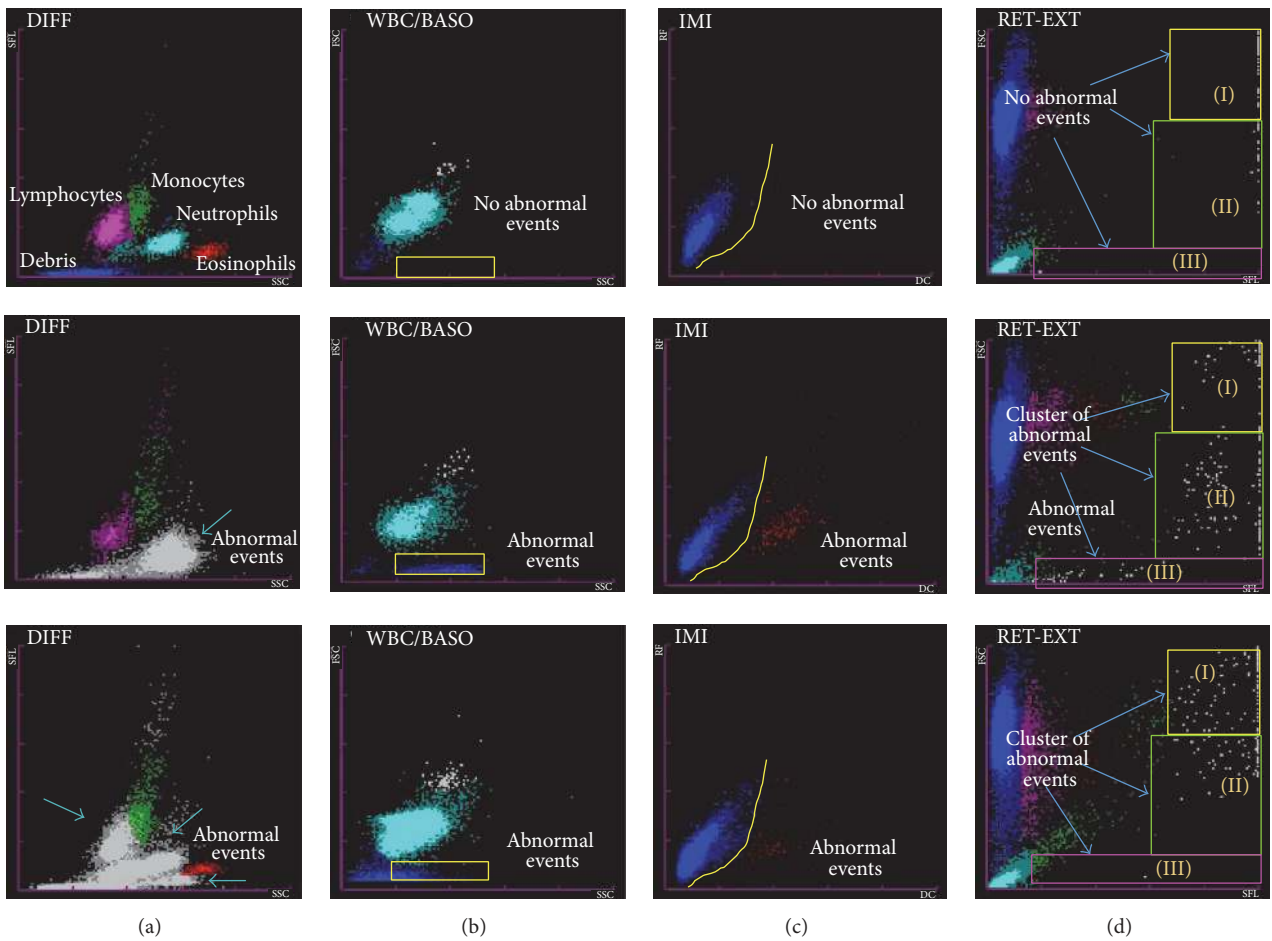 DIFF
SFL
Lymphocytes
Monocytes
Neutrophils
Debris
Eosinophils
SSC
WBC/BASO
FSC
No abnormal
events
SSC
IMI
RF
No abnormal
events
DC
RET-EXT
FSC
No abnormal
events
(I)
(II)
(III)
SFL
DIFF
SFL
Abnormal
events
SSC
WBC/BASO
FSC
Abnormal
events
SSC
IMI
RF
Abnormal
events
DC
RET-EXT
FSC
Cluster of
abnormal
events
Abnormal
events
(I)
(II)
(III)
SFL
DIFF
SFL
Abnormal
events
SSC
WBC/BASO
FSC
Abnormal
events
SSC
IMI
RF
Abnormal
events
DC
RET-EXT
FSC
Cluster of
abnormal
events
(I)
(II)
(III)
SFL
(a)
(b)
(c)
(d)